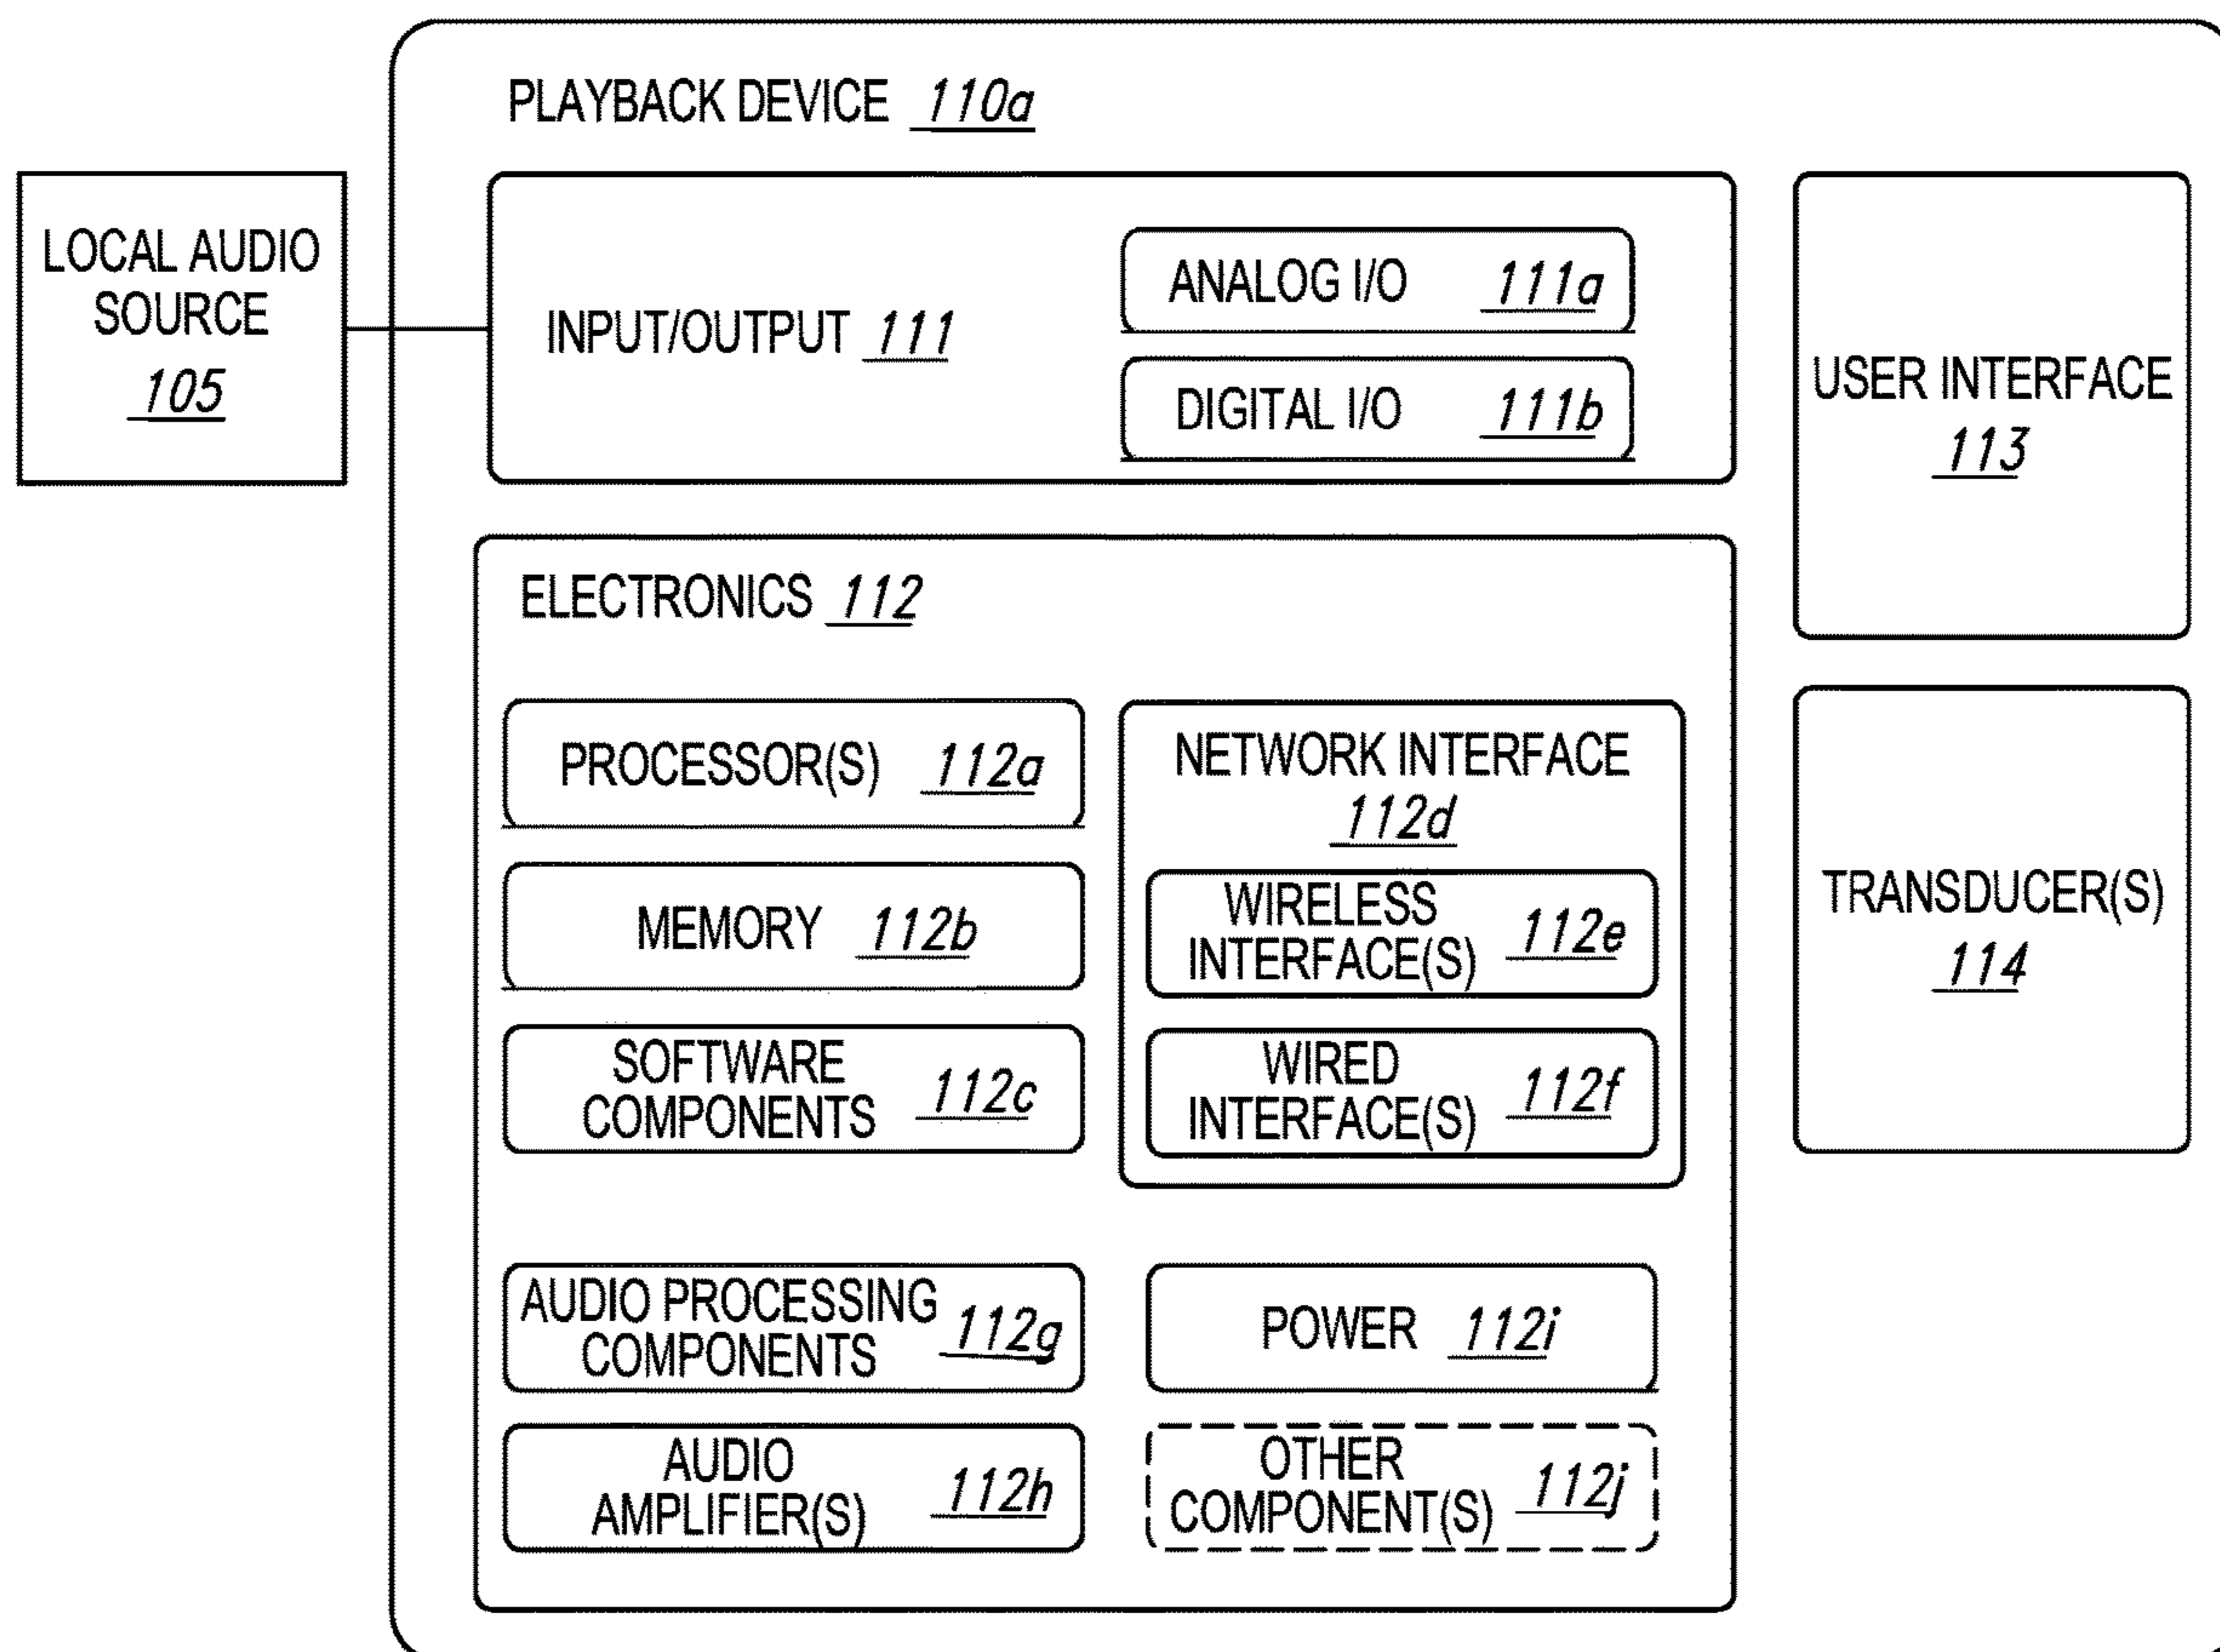 PLAYBACK DEVICE 110a
LOCAL AUDIO
SOURCE
105
INPUT/OUTPUT 111
ANALOG I/O 111a
DIGITAL I/O 111b
USER INTERFACE
113
ELECTRONICS 112
PROCESSOR(S) 112a
MEMORY 112b
SOFTWARE
COMPONENTS 112c
NETWORK INTERFACE
112d
WIRELESS
INTERFACE(S) 112e
WIRED
INTERFACE(S) 112f
TRANSDUCER(S)
114
AUDIO PROCESSING
COMPONENTS 112g
POWER 112i
AUDIO
AMPLIFIER(S) 112h
OTHER
COMPONENT(S) 112j